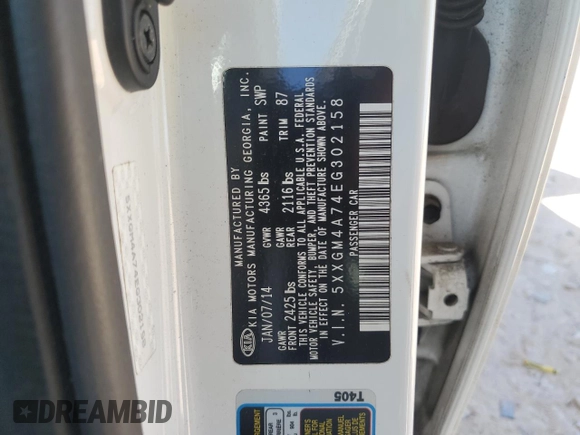 MANUFACTURED BY
KIA MOTORS MANUFACTURING GEORGIA, INC.
JAN/07/14 GVWR 4365 lbs PAINT SWP
GAWR GAWR
FRONT 2425 lbs REAR 2116 lbs TRIM 87
THIS VEHICLE CONFORMS TO ALL APPLICABLE U.S.A. FEDERAL
MOTOR VEHICLE SAFETY, BUMPER, AND THEFT PREVENTION STANDARDS
IN EFFECT ON THE DATE OF MANUFACTURE SHOWN ABOVE.
V.I.N. 5XXGM4A74EG302158
PASSENGER CAR
KIA
T405
DREAMBID